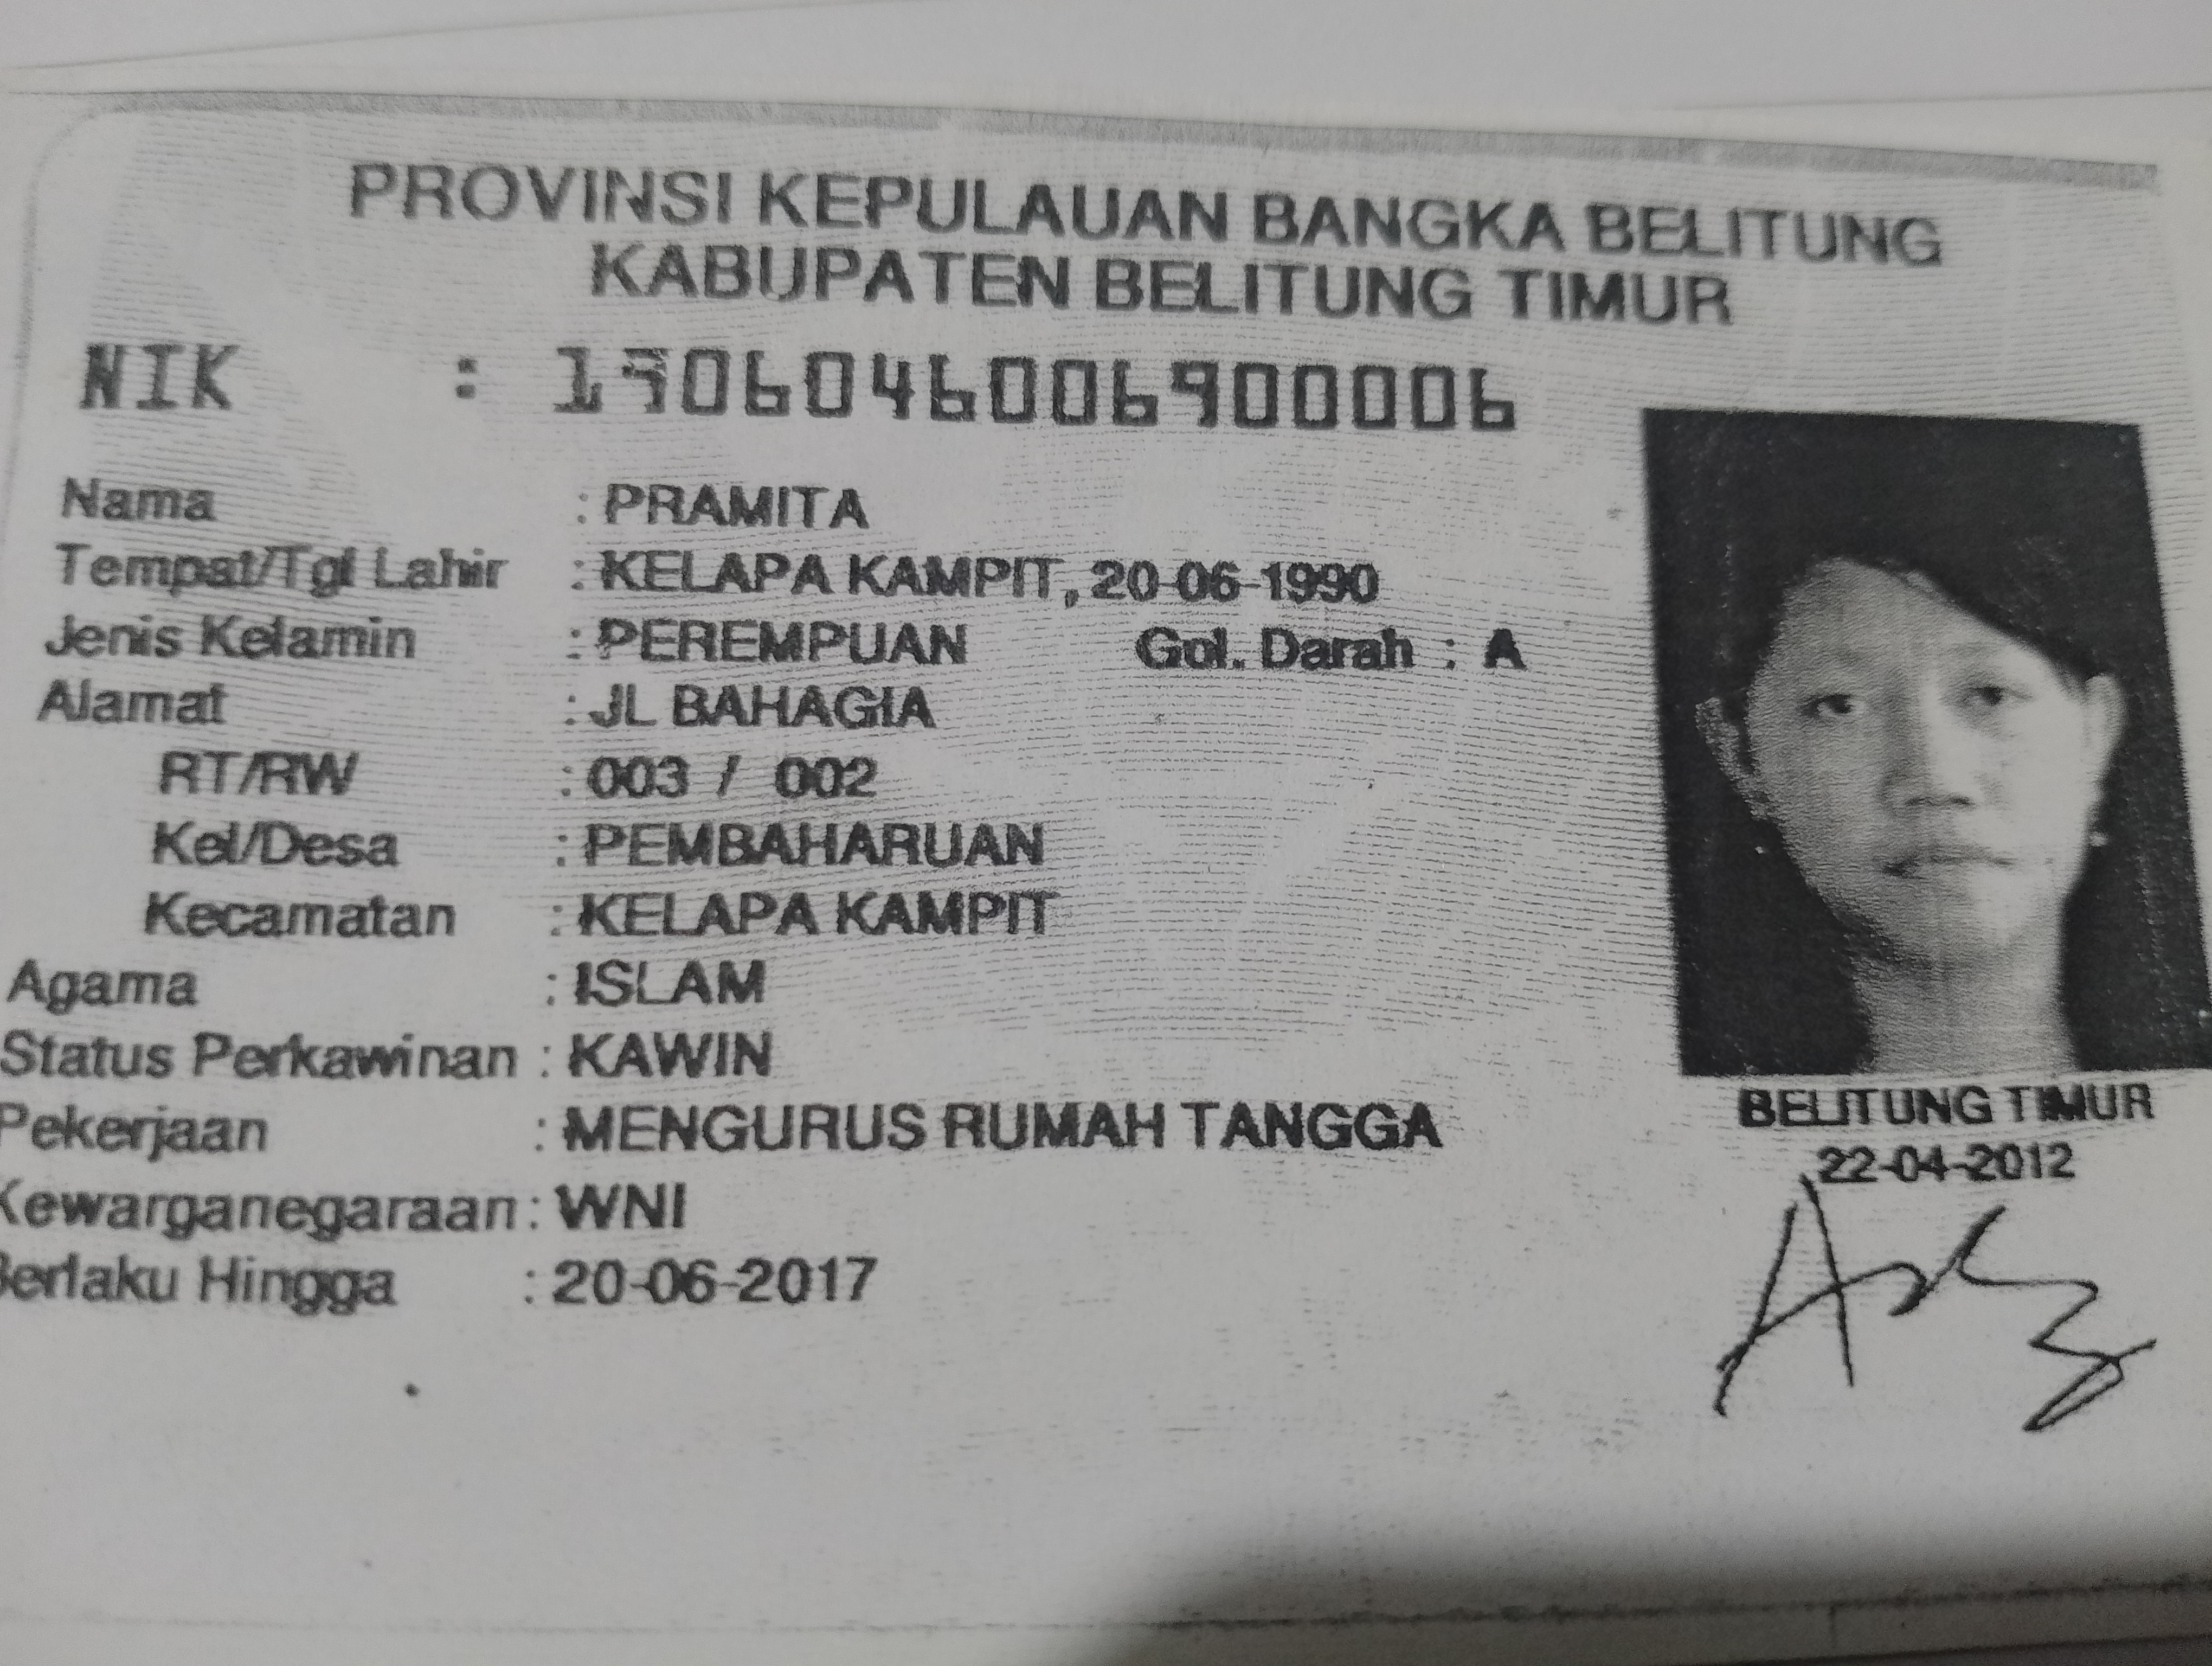 PROVINSI KEPULAUAN BANGKA BELITUNG
KABUPATEN BELITUNG TIMUR
NIK : 1906046006900006
Nama : PRAMITA
Tempat/Tgl Lahir : KELAPA KAMPIT, 20-06-1990
Jenis Kelamin : PEREMPUAN Gol. Darah : A
Alamat : JL BAHAGIA
RT/RW : 003 / 002
Kel/Desa : PEMBAHARUAN
Kecamatan : KELAPA KAMPIT
Agama : ISLAM
Status Perkawinan : KAWIN
Pekerjaan : MENGURUS RUMAH TANGGA
Kewarganegaraan : WNI
Berlaku Hingga : 20-06-2017
BELITUNG TIMUR
22-04-2012